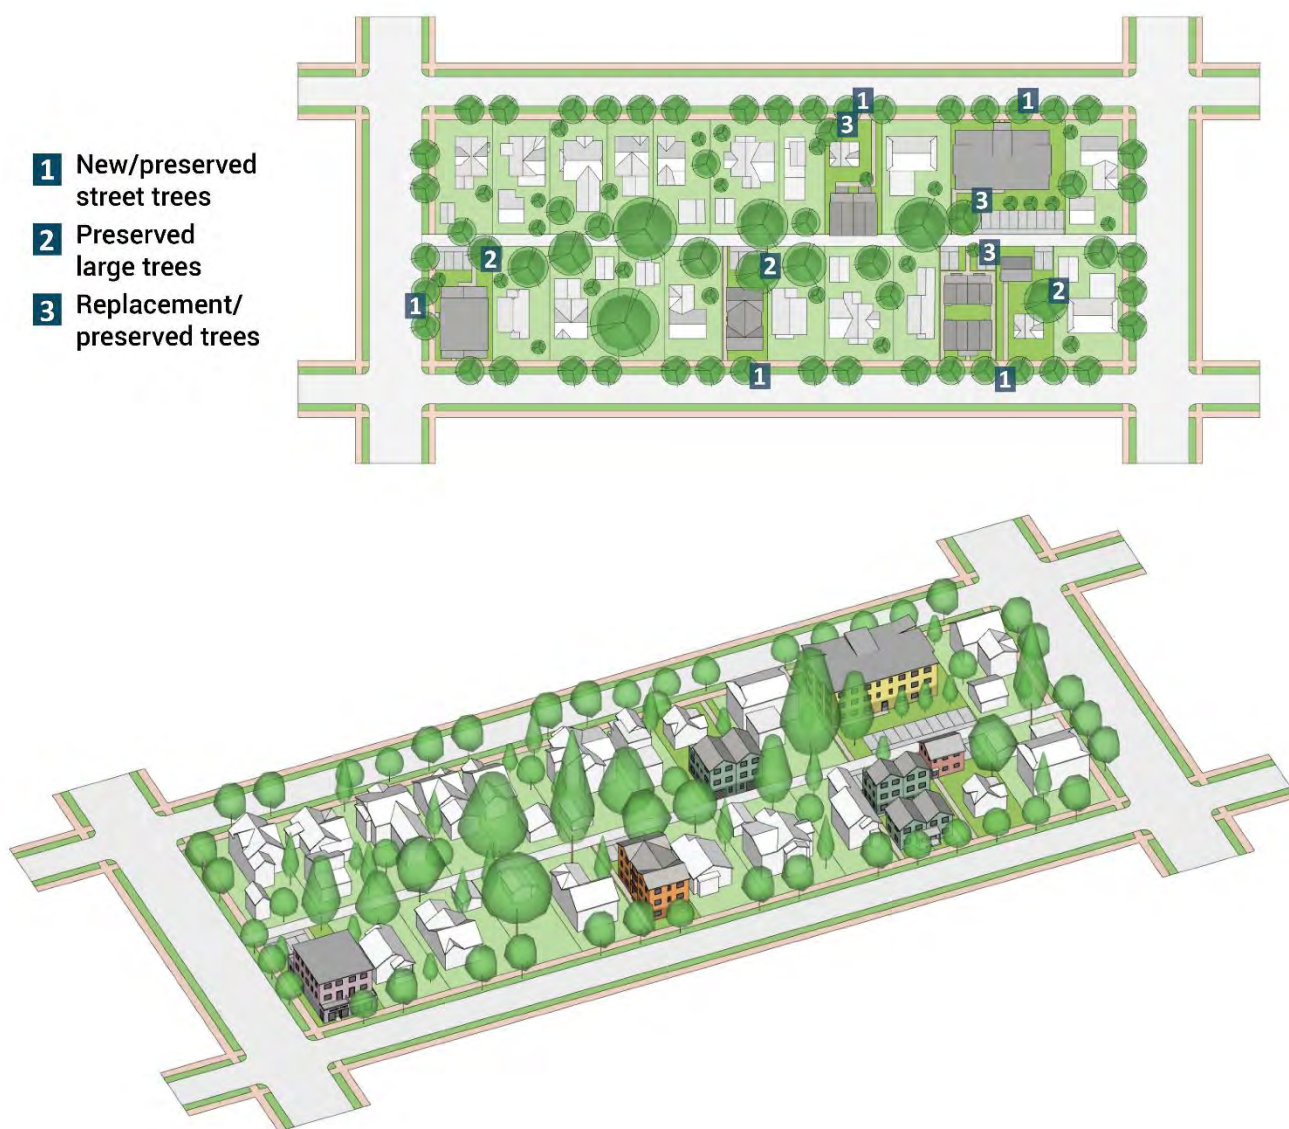 1 New/preserved
street trees
2 Preserved
large trees
3 Replacement/
preserved trees
1
1
3
3
2
2
3
2
1
1
1